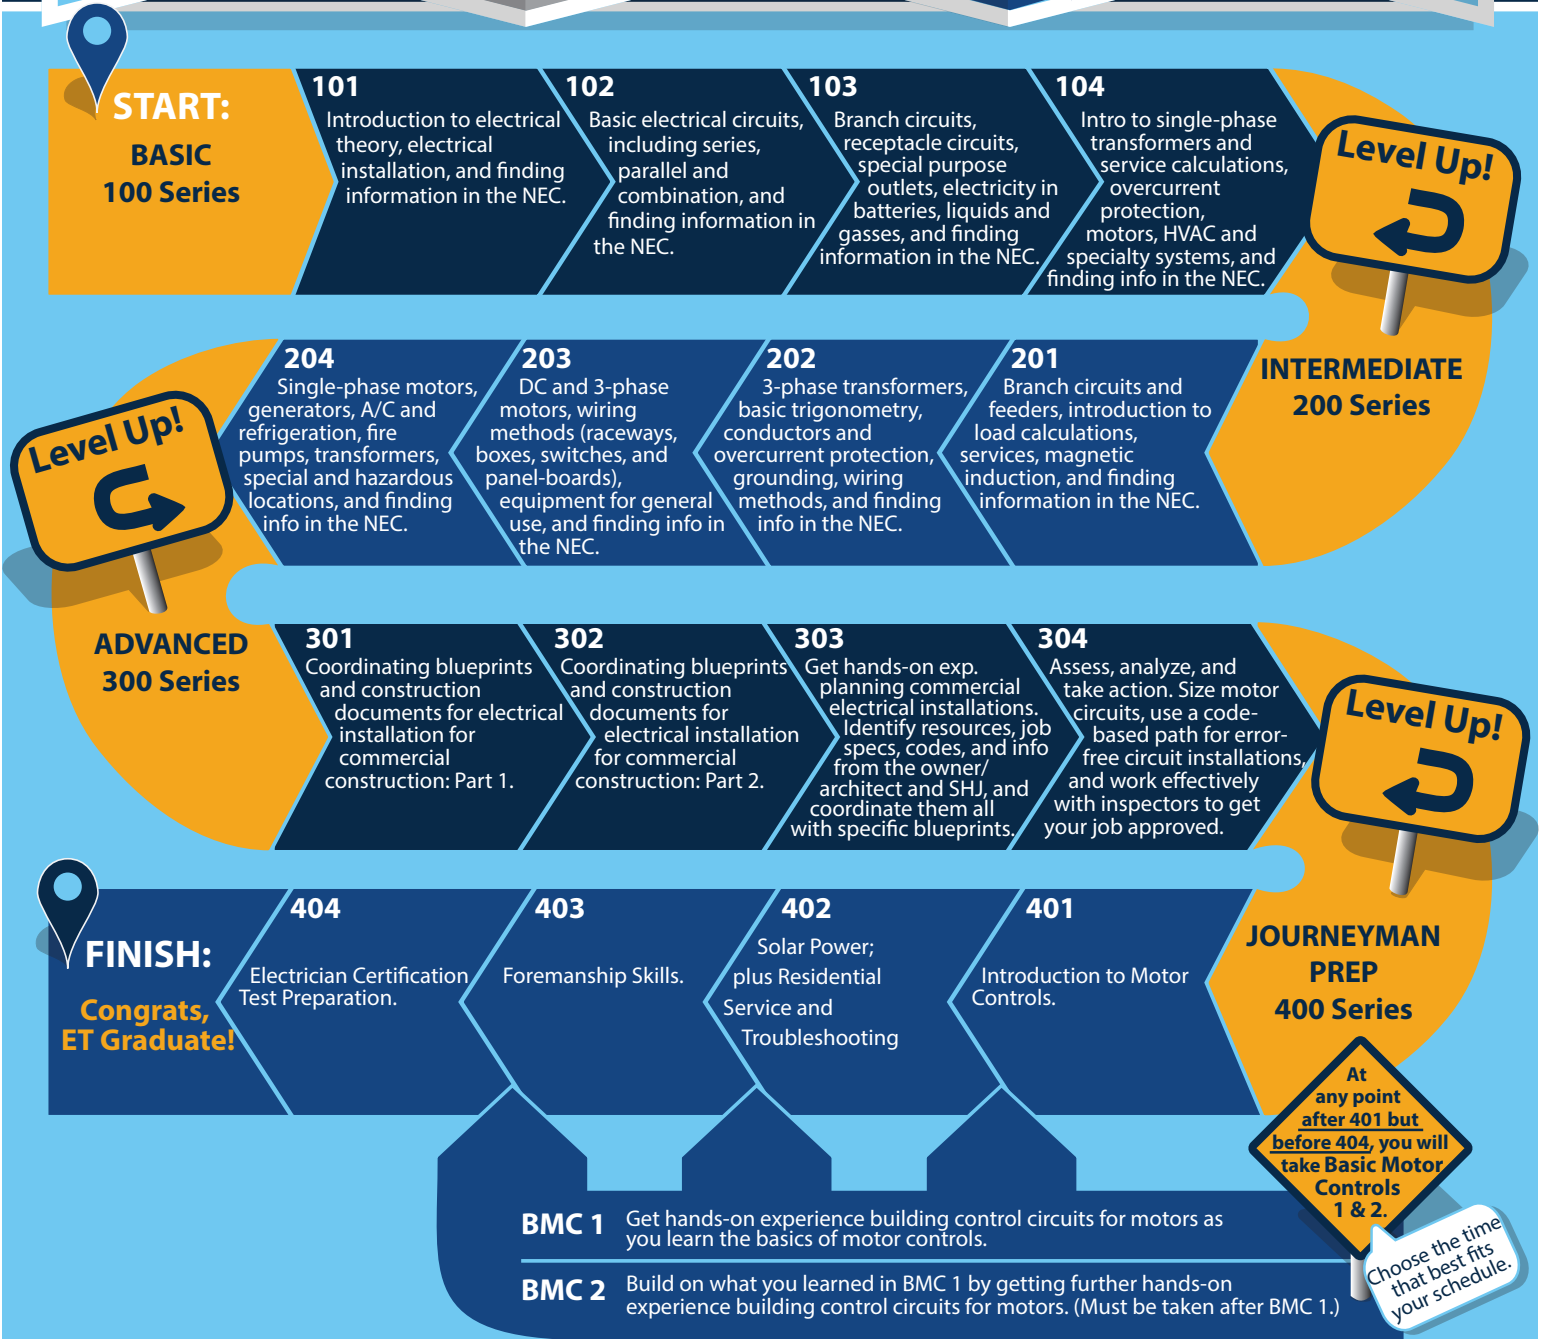 START:
BASIC
100 Series
101
Introduction to electrical
theory, electrical
installation, and finding
information in the NEC.
102
Basic electrical circuits,
including series,
parallel and
combination, and
finding information in
the NEC.
103
Branch circuits,
receptacle circuits,
special purpose
outlets, electricity in
batteries, liquids and
gasses, and finding
information in the NEC.
104
Intro to single-phase
transformers and
service calculations,
overcurrent
protection,
motors, HVAC and
specialty systems, and
finding info in the NEC.
Level Up!
INTERMEDIATE
200 Series
201
Branch circuits and
feeders, introduction to
load calculations,
services, magnetic
induction, and finding
information in the NEC.
202
3-phase transformers,
basic trigonometry,
conductors and
overcurrent protection,
grounding, wiring
methods, and finding
info in the NEC.
203
DC and 3-phase
motors, wiring
methods (raceways,
boxes, switches, and
panel-boards),
equipment for general
use, and finding info in
the NEC.
204
Single-phase motors,
generators, A/C and
refrigeration, fire
pumps, transformers,
special and hazardous
locations, and finding
info in the NEC.
Level Up!
ADVANCED
300 Series
301
Coordinating blueprints
and construction
documents for electrical
installation for
commercial
construction: Part 1.
302
Coordinating blueprints
and construction
documents for
electrical installation
for commercial
construction: Part 2.
303
Get hands-on exp.
planning commercial
electrical installations.
Identify resources, job
specs, codes, and info
from the owner/
architect and SHJ, and
coordinate them all
with specific blueprints.
304
Assess, analyze, and
take action. Size motor
circuits, use a code-
based path for error-
free circuit installations,
and work effectively
with inspectors to get
your job approved.
Level Up!
JOURNEYMAN
PREP
400 Series
401
Introduction to Motor
Controls.
402
Solar Power;
plus Residential
Service and
Troubleshooting
403
Foremanship Skills.
404
Electrician Certification
Test Preparation.
FINISH:
Congrats,
ET Graduate!
At
any point
after 401 but
before 404, you will
take Basic Motor
Controls
1 & 2.
Choose the time
that best fits
your schedule.
BMC 1
Get hands-on experience building control circuits for motors as
you learn the basics of motor controls.
BMC 2
Build on what you learned in BMC 1 by getting further hands-on
experience building control circuits for motors. (Must be taken after BMC 1.)